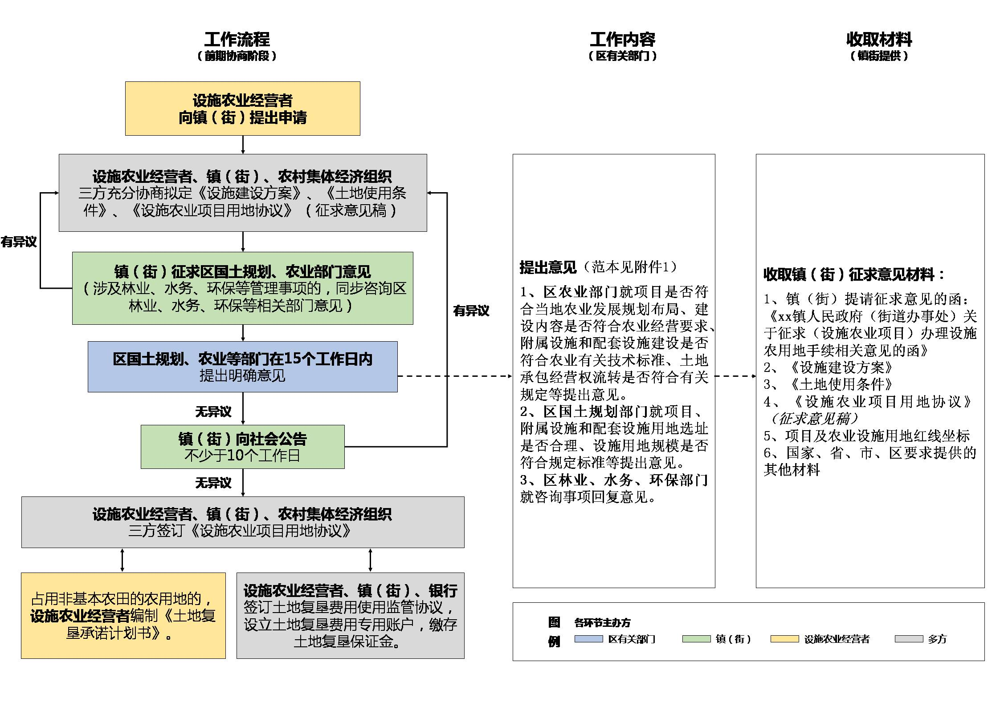 工作流程
（前期协商阶段）
工作内容
（区有关部门）
收取材料
（镇街提供）
设施农业经营者
向镇（街）提出申请
设施农业经营者、镇（街）、农村集体经济组织
三方充分协商拟定《设施建设方案》、《土地使用条
件》、《设施农业项目用地协议》（征求意见稿）
有异议
镇（街）征求区国土规划、农业部门意见
（涉及林业、水务、环保等管理事项的，同步咨询区
林业、水务、环保等相关部门意见）
有异议
区国土规划、农业等部门在15个工作日内
提出明确意见
无异议
镇（街）向社会公告
不少于10个工作日
无异议
设施农业经营者、镇（街）、农村集体经济组织
三方签订《设施农业项目用地协议》
占用非基本农田的农用地的，
设施农业经营者编制《土地复
垦承诺计划书》。
设施农业经营者、镇（街）、银行
签订土地复垦费用使用监管协议，
设立土地复垦费用专用账户，缴存
土地复垦保证金。
提出意见（范本见附件1）
1、区农业部门就项目是否符
合当地农业发展规划布局、建
设内容是否符合农业经营要求、
附属设施和配套设施建设是否
符合农业有关技术标准、土地
承包经营权流转是否符合有关
规定等提出意见。
2、区国土规划部门就项目、
附属设施和配套设施用地选址
是否合理、设施用地规模是否
符合规定标准等提出意见。
3、区林业、水务、环保部门
就咨询事项回复意见。
收取镇（街）征求意见材料：
1、镇（街）提请征求意见的函：
《xx镇人民政府（街道办事处）关
于征求（设施农业项目）办理设施
农用地手续相关意见的函》
2、《设施建设方案》
3、《土地使用条件》
4、《设施农业项目用地协议》
（征求意见稿）
5、项目及农业设施用地红线坐标
6、国家、省、市、区要求提供的
其他材料
图例
各环节主办方
区有关部门
镇（街）
设施农业经营者
多方